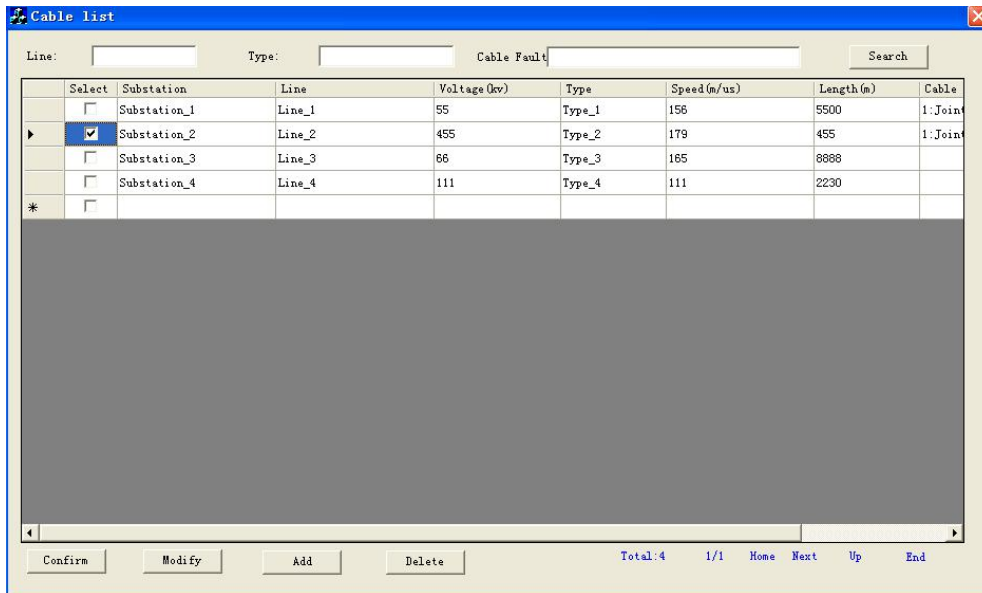 Cable list
Line: Type: Cable Fault Search
Select Substation Line Voltage(kv) Type Speed(m/us) Length(m) Cable
Substation_1 Line_1 55 Type_1 156 5500 1:Joint
Substation_2 Line_2 455 Type_2 179 455 1:Joint
Substation_3 Line_3 66 Type_3 165 8888
Substation_4 Line_4 111 Type_4 111 2230
*
Confirm Modify Add Delete Total:4 1/1 Home Next Up End